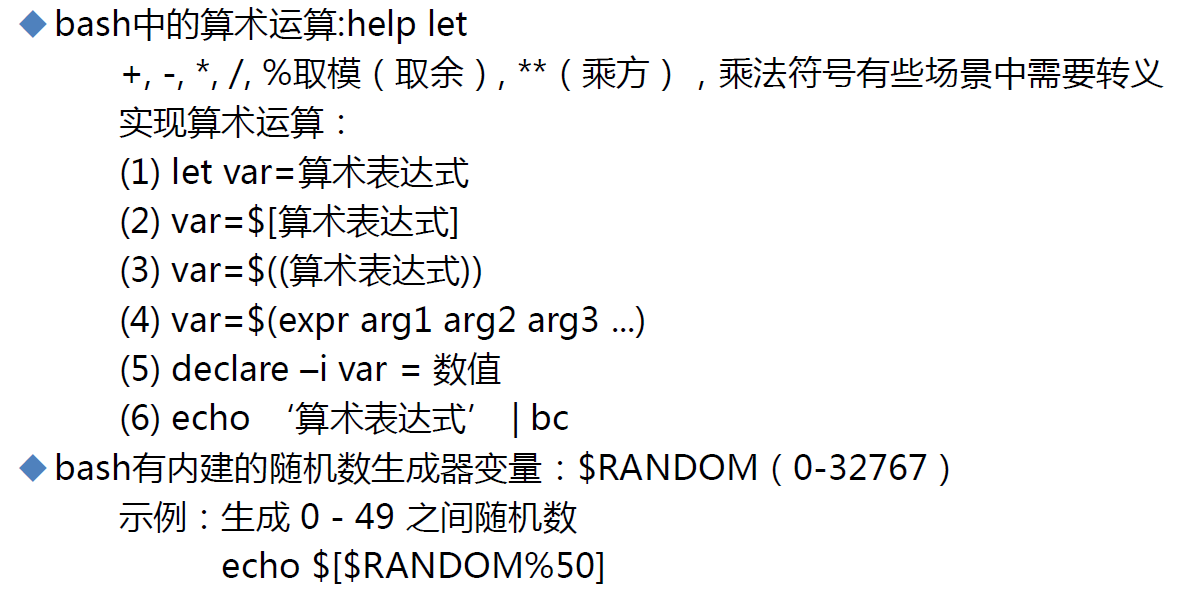 bash中的算术运算:help let
+, -, *, /, %取模（取余）, **（乘方），乘法符号有些场景中需要转义
实现算术运算：
(1) let var=算术表达式
(2) var=$[算术表达式]
(3) var=$((算术表达式))
(4) var=$(expr arg1 arg2 arg3 ...)
(5) declare –i var = 数值
(6) echo ‘算术表达式’ | bc
bash有内建的随机数生成器变量：$RANDOM（0-32767）
示例：生成 0 - 49 之间随机数
echo $[$RANDOM%50]